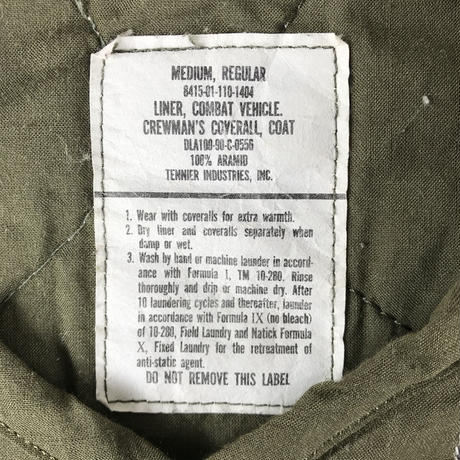 MEDIUM, REGULAR
8415-01-110-1404
LINER, COMBAT VEHICLE.
CREWMAN'S COVERALL, COAT
DLA100-90-C-0556
100% ARAMID
TENNIER INDUSTRIES, INC.
1. Wear with coveralls for extra warmth.
2. Dry liner and coveralls separately when
damp or wet.
3. Wash by hand or machine launder in accord-
ance with Formula 1, TM 10-280. Rinse
thoroughly and drip or machine dry. After
10 laundering cycles and thereafter, launder
in accordance with Formula IX (no bleach)
of 10-280, Field Laundry and Natick Formula
X, Fixed Laundry for the retreatment of
anti-static agent.
DO NOT REMOVE THIS LABEL